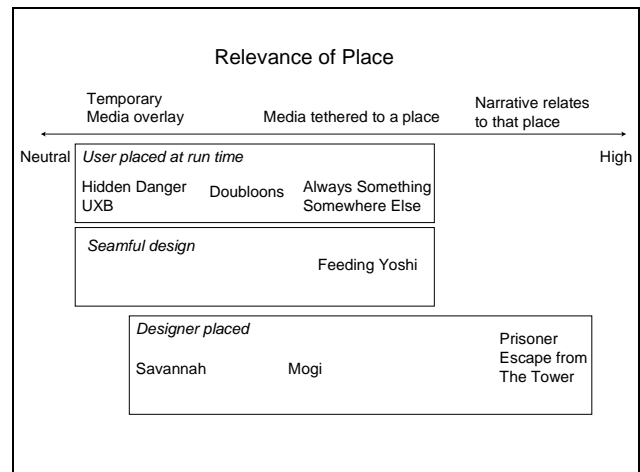 Relevance of Place
Temporary
Media overlay
Media tethered to a place
Narrative relates
to that place
Neutral
High
User placed at run time
Hidden Danger
UXB
Doubloons
Always Something
Somewhere Else
Seamful design
Feeding Yoshi
Designer placed
Savannah
Mogi
Prisoner
Escape from
The Tower